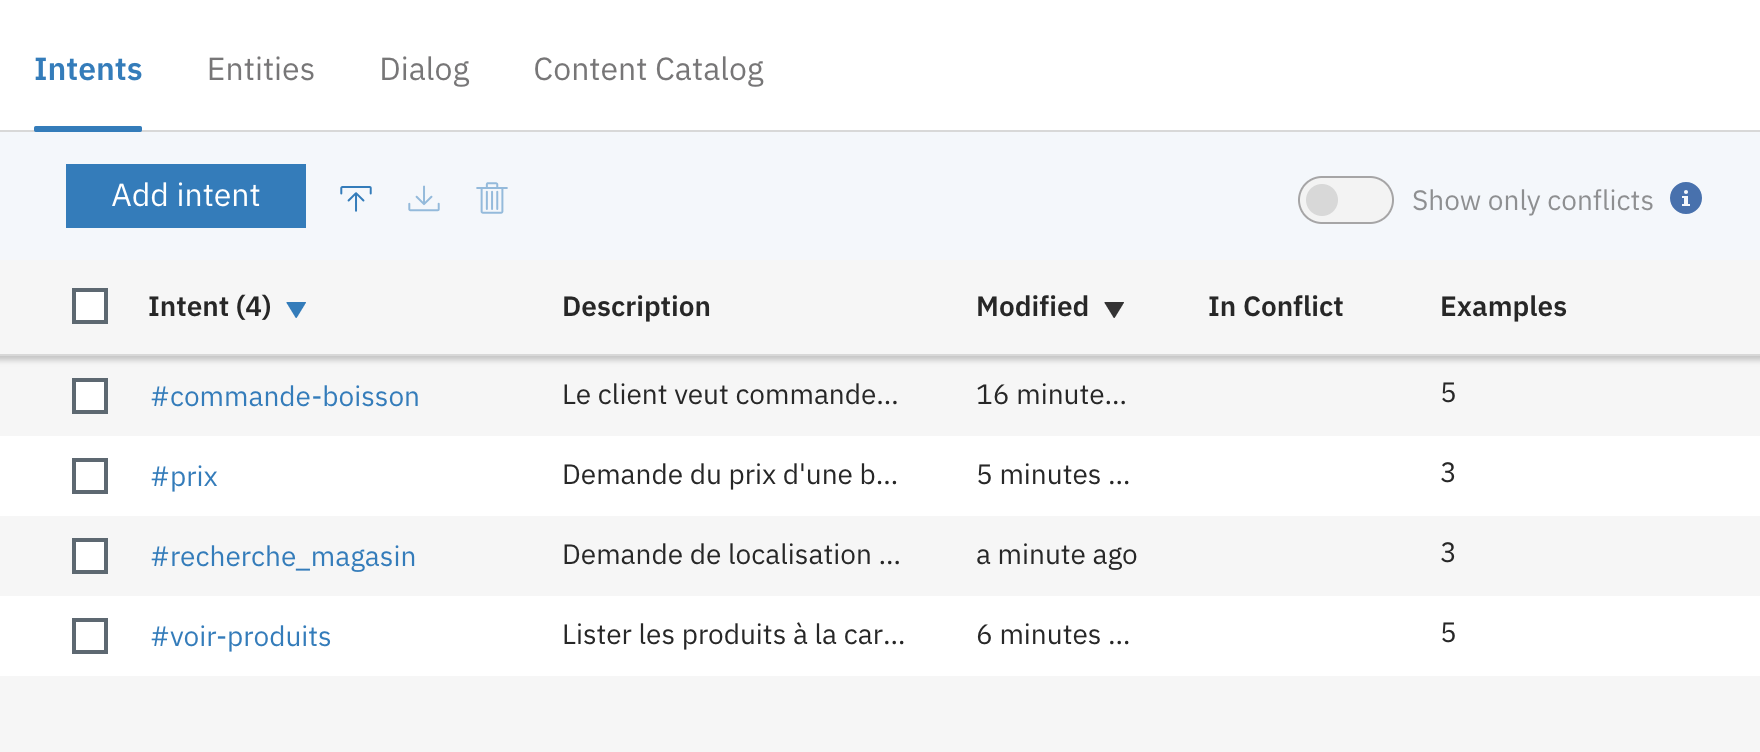 Intents Entities Dialog Content Catalog
Add intent Show only conflicts i
Intent (4) Description Modified In Conflict Examples
#commande-boisson Le client veut commande... 16 minute... 5
#prix Demande du prix d'une b... 5 minutes ... 3
#recherche_magasin Demande de localisation ... a minute ago 3
#voir-produits Lister les produits à la car... 6 minutes ... 5